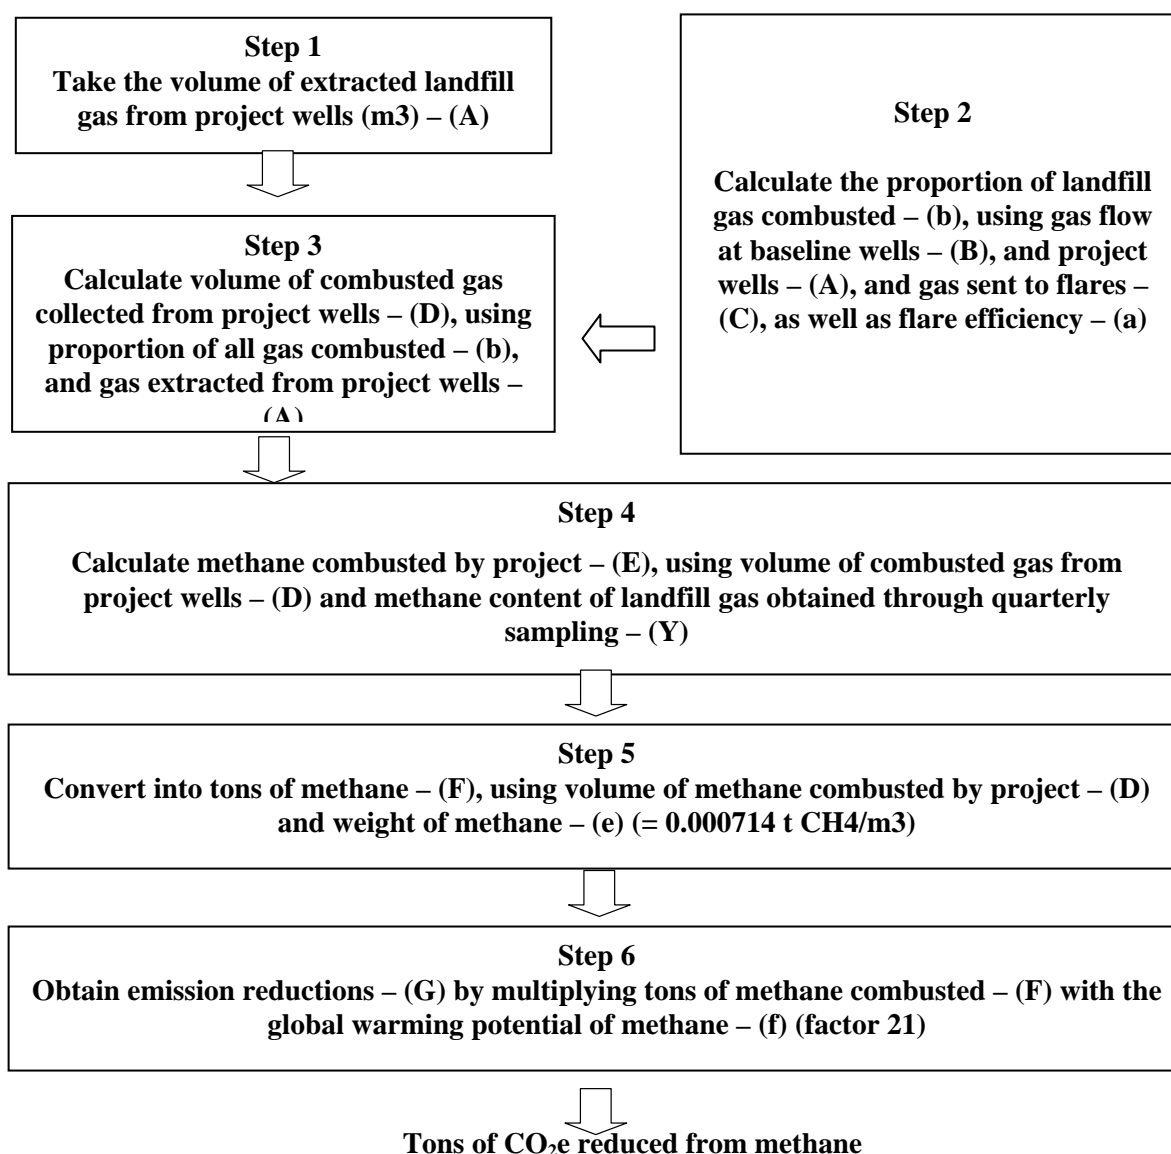 Step 1
Take the volume of extracted landfill
gas from project wells (m3) – (A)
Step 2
Calculate the proportion of landfill
gas combusted – (b), using gas flow
at baseline wells – (B), and project
wells – (A), and gas sent to flares –
(C), as well as flare efficiency – (a)
Step 3
Calculate volume of combusted gas
collected from project wells – (D), using
proportion of all gas combusted – (b),
and gas extracted from project wells –
(A)
Step 4
Calculate methane combusted by project – (E), using volume of combusted gas from
project wells – (D) and methane content of landfill gas obtained through quarterly
sampling – (Y)
Step 5
Convert into tons of methane – (F), using volume of methane combusted by project – (D)
and weight of methane – (e) (= 0.000714 t CH4/m3)
Step 6
Obtain emission reductions – (G) by multiplying tons of methane combusted – (F) with the
global warming potential of methane – (f) (factor 21)
Tons of CO₂e reduced from methane